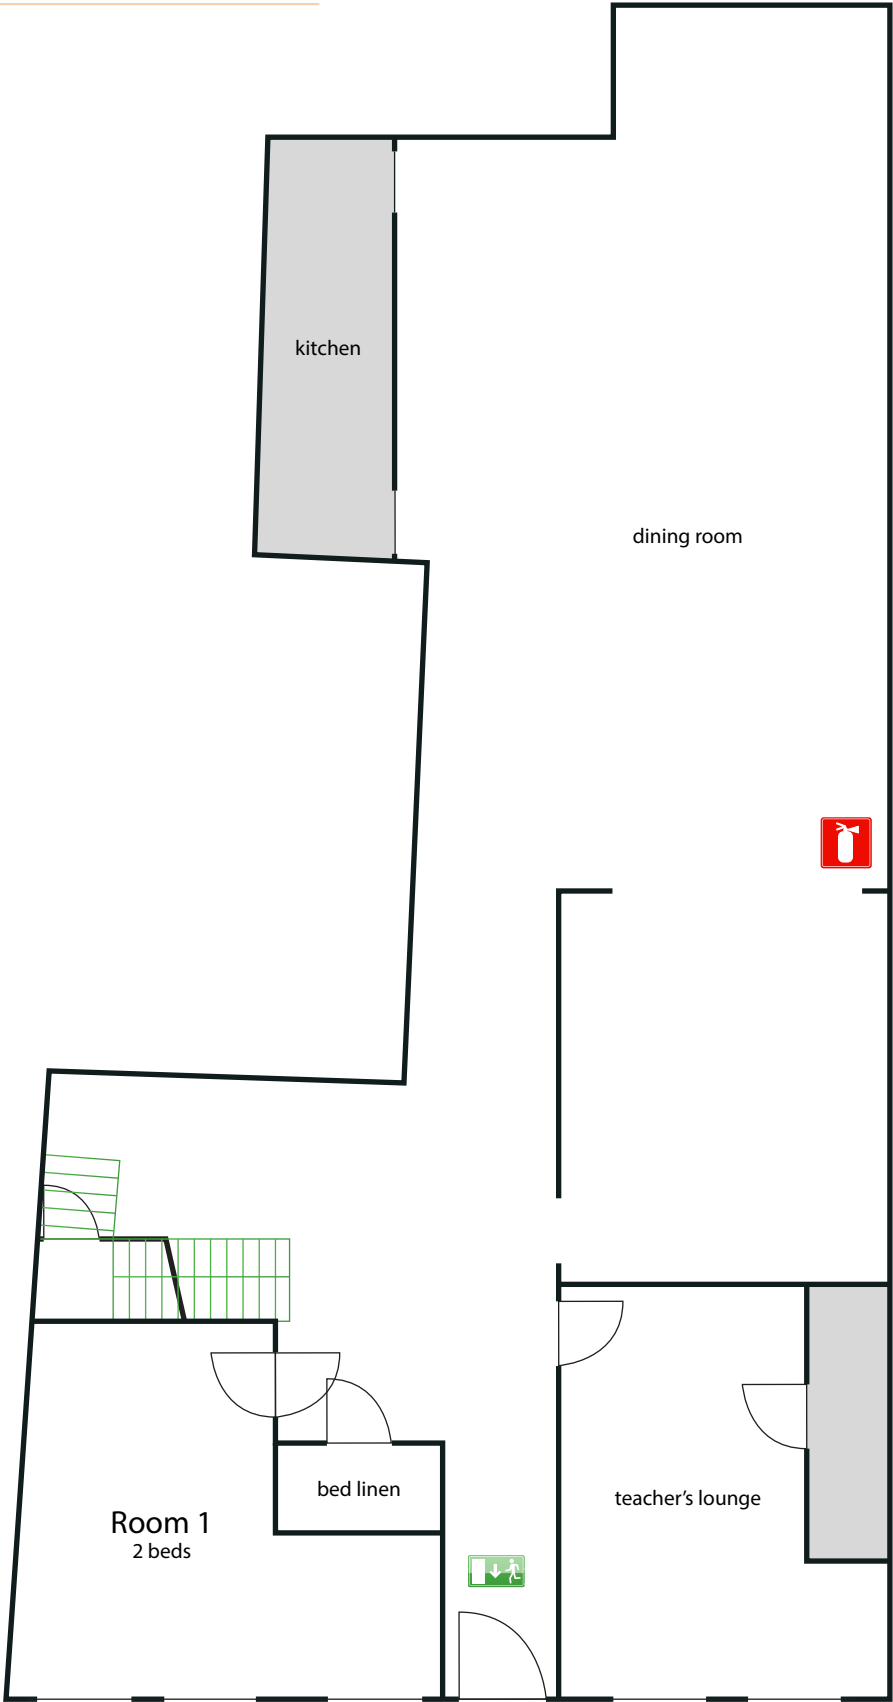 kitchen
dining room
bed linen
teacher's lounge
Room 1
2 beds